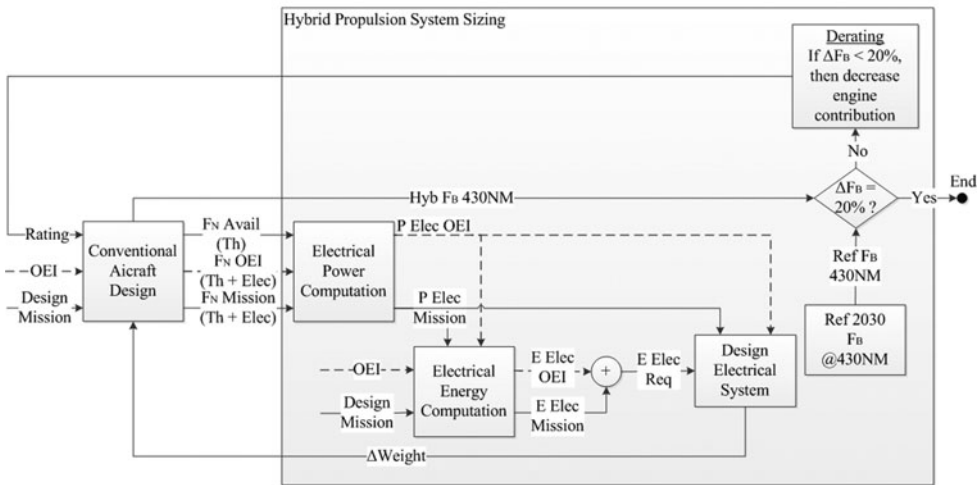 Hybrid Propulsion System Sizing
Derating
If ΔFB < 20%,
then decrease
engine
contribution
No
End
Hyb FB 430NM
ΔFB =
20% ?
Yes
Rating
FN Avail
(Th)
P Elec OEI
OEI
Conventional
Aicraft
Design
FN OEI
(Th + Elec)
Electrical
Power
Computation
Ref FB
430NM
Design
Mission
FN Mission
(Th + Elec)
P Elec
Mission
Ref 2030
FB
@430NM
OEI
Electrical
Energy
Computation
E Elec
OEI
+
E Elec
Req
Design
Electrical
System
Design
Mission
E Elec
Mission
ΔWeight